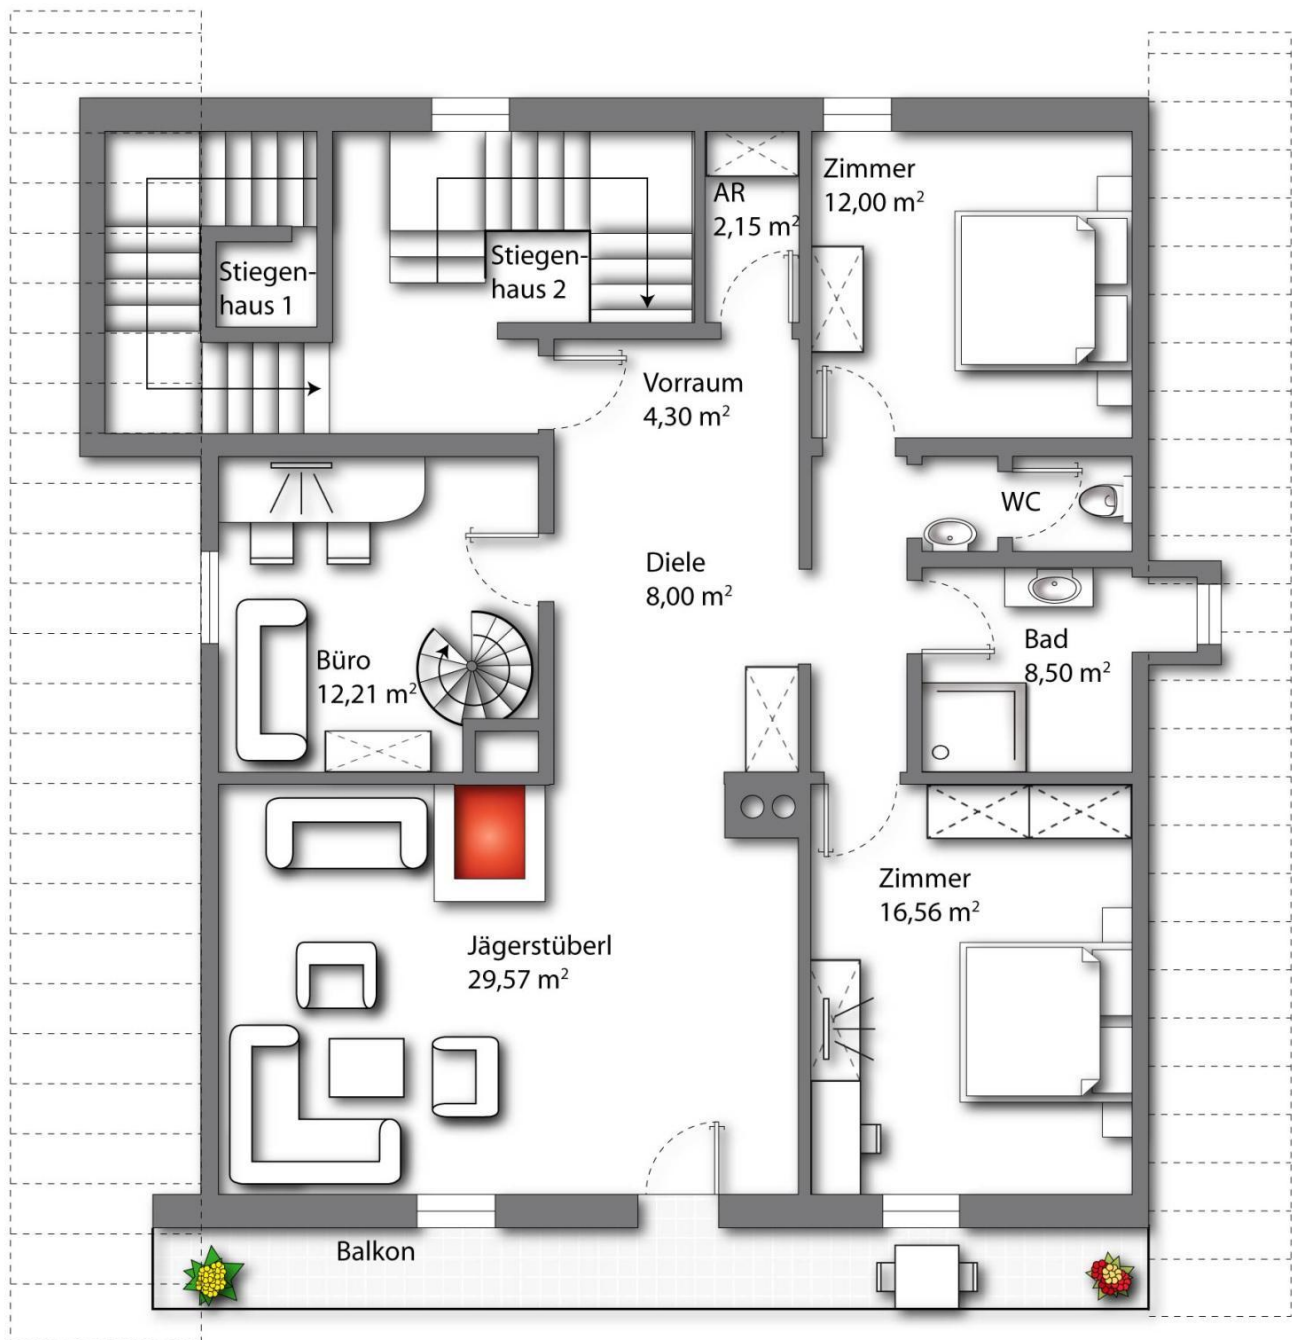 Zimmer
12,00 m²
AR
2,15 m²
Stiegen-
haus 1
Stiegen-
haus 2
Vorraum
4,30 m²
WC
Diele
8,00 m²
Büro
12,21 m²
Bad
8,50 m²
Zimmer
16,56 m²
Jägerstüberl
29,57 m²
Balkon